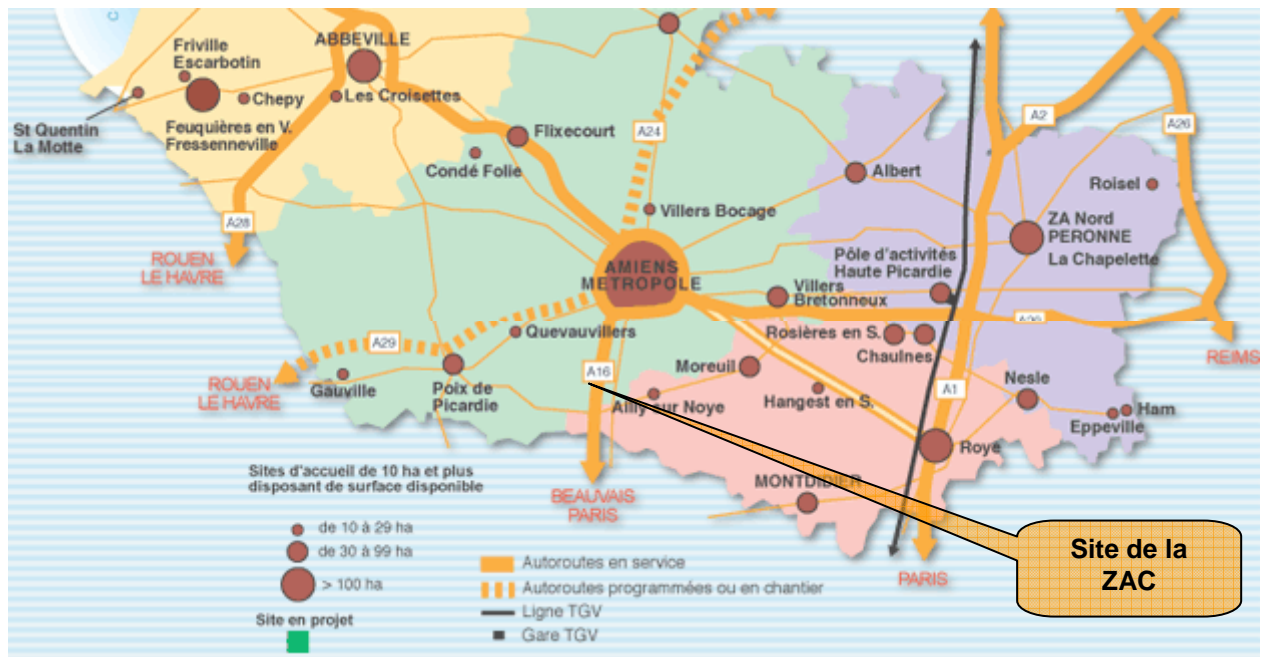 Friville
Escarbotin
ABBEVILLE
Chepy
Les Croisettes
St Quentin
La Motte
Feuquières en V.
Fressenneville
Flixecourt
A24
A2
A26
Condé Folie
Albert
Roisel
A28
Villers Bocage
ZA Nord
PERONNE
La Chapelette
ROUEN
LE HAVRE
AMIENS
METROPOLE
Pôle d'activités
Haute Picardie
Villers
Bretonneux
Quevauvillers
Rosières en S.
Chaulnes
REIMS
A29
A16
Moreuil
Nesle
A1
ROUEN
LE HAVRE
Gauville
Poix de
Picardie
Ailly sur Noye
Hangest en S.
Ham
Eppeville
Roye
Sites d'accueil de 10 ha et plus
disposant de surface disponible
MONTDIDIER
BEAUVAIS
PARIS
de 10 à 29 ha
de 30 à 99 ha
> 100 ha
Site en projet
Autoroutes en service
Autoroutes programmées ou en chantier
Ligne TGV
Gare TGV
PARIS
Site de la
ZAC